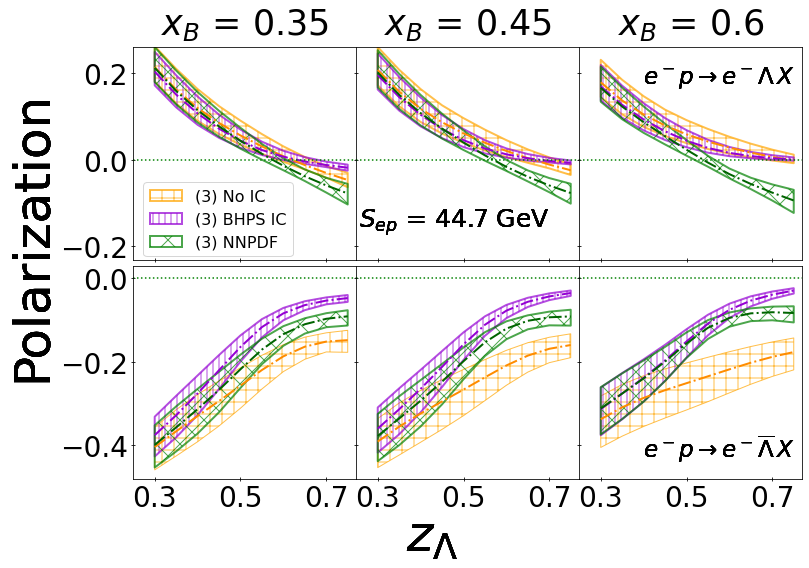 x_B = 0.35 x_B = 0.45 x_B = 0.6
Polarization
0.2
0.0
−0.2
e⁻p → e⁻ΛX
(3) No IC
(3) BHPS IC
(3) NNPDF
S_ep = 44.7 GeV
0.0
−0.2
−0.4
e⁻p → e⁻Λ̅X
0.3 0.5 0.7 0.3 0.5 0.7 0.3 0.5 0.7
z_Λ